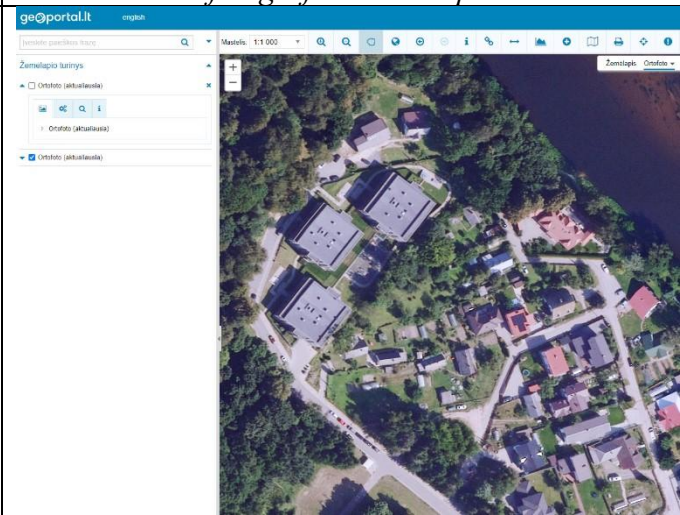 geoportal.lt english
Mastelis: 1:1 000
Žemėlapio turinys
Žemėlapis: Ortofoto
Ortofoto (aktualiausia)
Ortofoto (aktualiausia)
Ortofoto (aktualiausia)